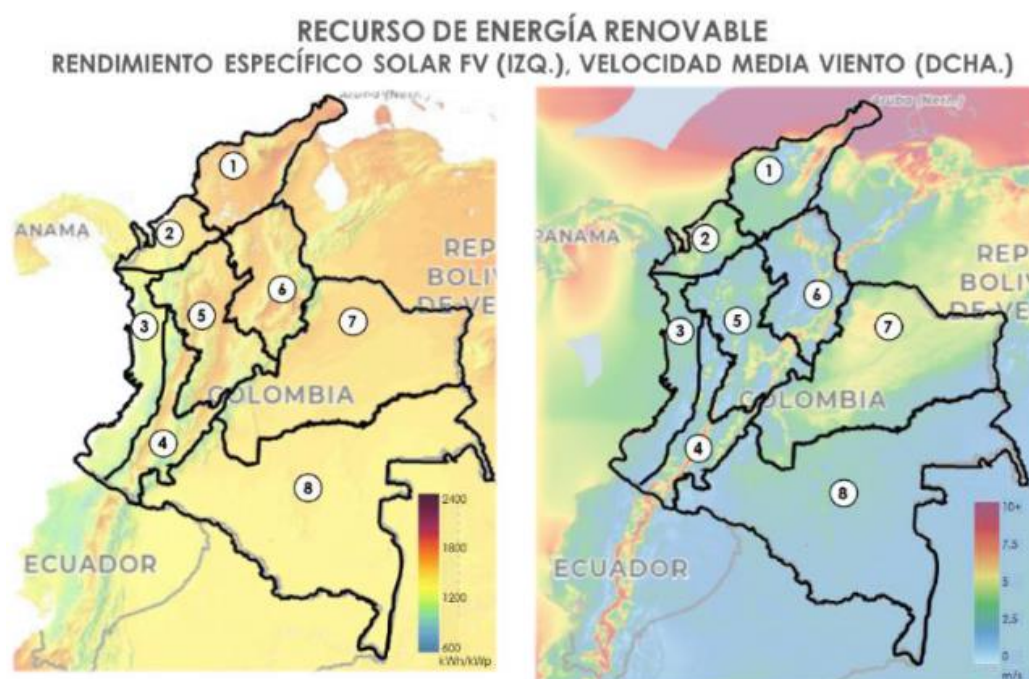 RECURSO DE ENERGÍA RENOVABLE
RENDIMIENTO ESPECÍFICO SOLAR FV (IZQ.), VELOCIDAD MEDIA VIENTO (DCHA.)
1
2
3
4
5
6
7
8
ANAMA
REP
BOLIV
DE VE
COLOMBIA
ECUADOR
2400
1800
1200
600
kWh/kWp
Aruba (Neth.)
1
2
3
4
5
6
7
8
PANAMA
REP
BOLIV
DE VE
COLOMBIA
ECUADOR
10+
7.5
5
2.5
0
m/s